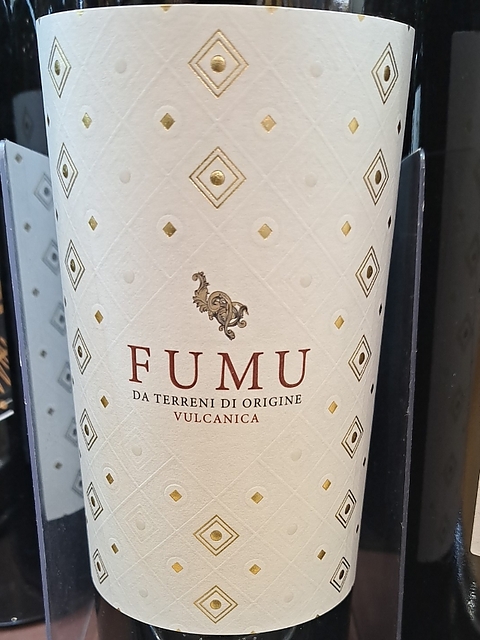 FUMU
DA TERRENI DI ORIGINE
VULCANICA